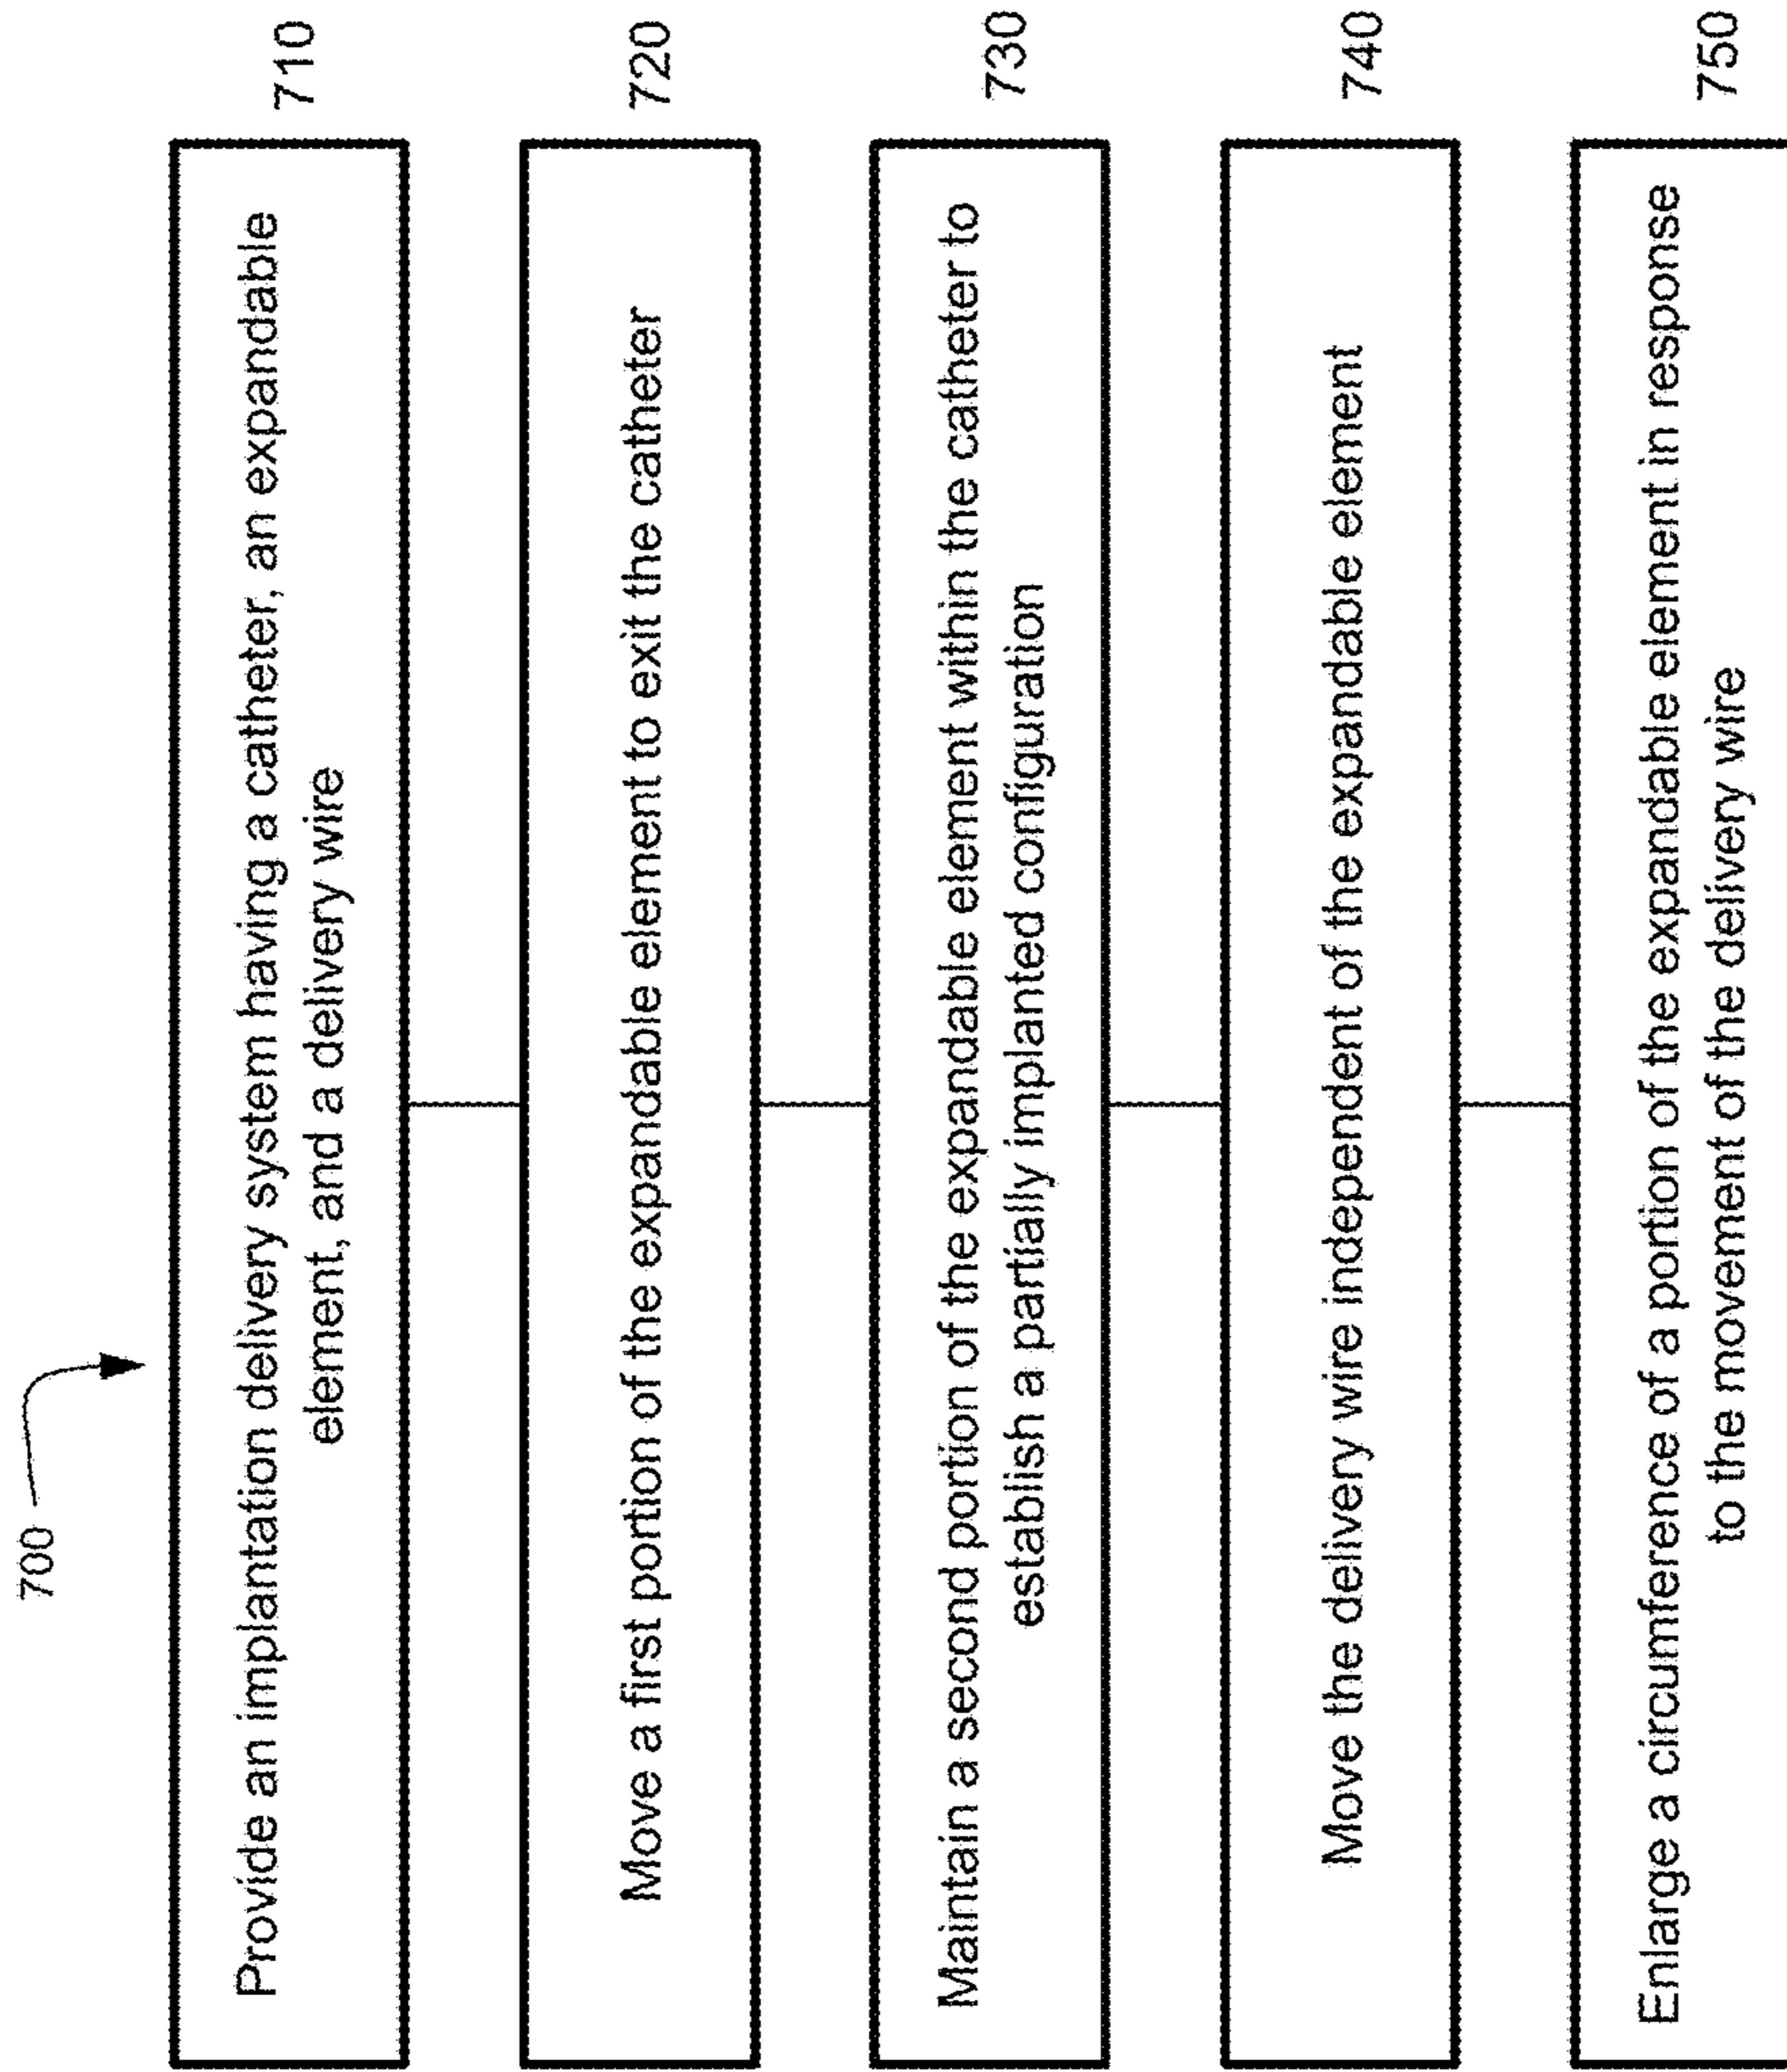 700
Provide an implantation delivery system having a catheter, an expandable
element, and a delivery wire
710
Move a first portion of the expandable element to exit the catheter
720
Maintain a second portion of the expandable element within the catheter to
establish a partially implanted configuration
730
Move the delivery wire independent of the expandable element
740
Enlarge a circumference of a portion of the expandable element in response
to the movement of the delivery wire
750